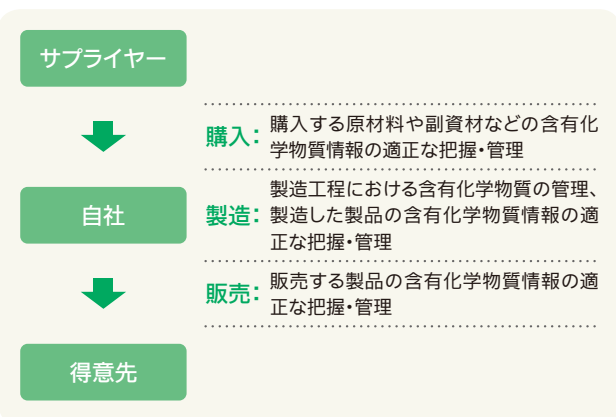 サプライヤー
購入：
購入する原材料や副資材などの含有化
学物質情報の適正な把握・管理
自社
製造：
製造工程における含有化学物質の管理、
製造した製品の含有化学物質情報の適
正な把握・管理
販売：
販売する製品の含有化学物質情報の適
正な把握・管理
得意先